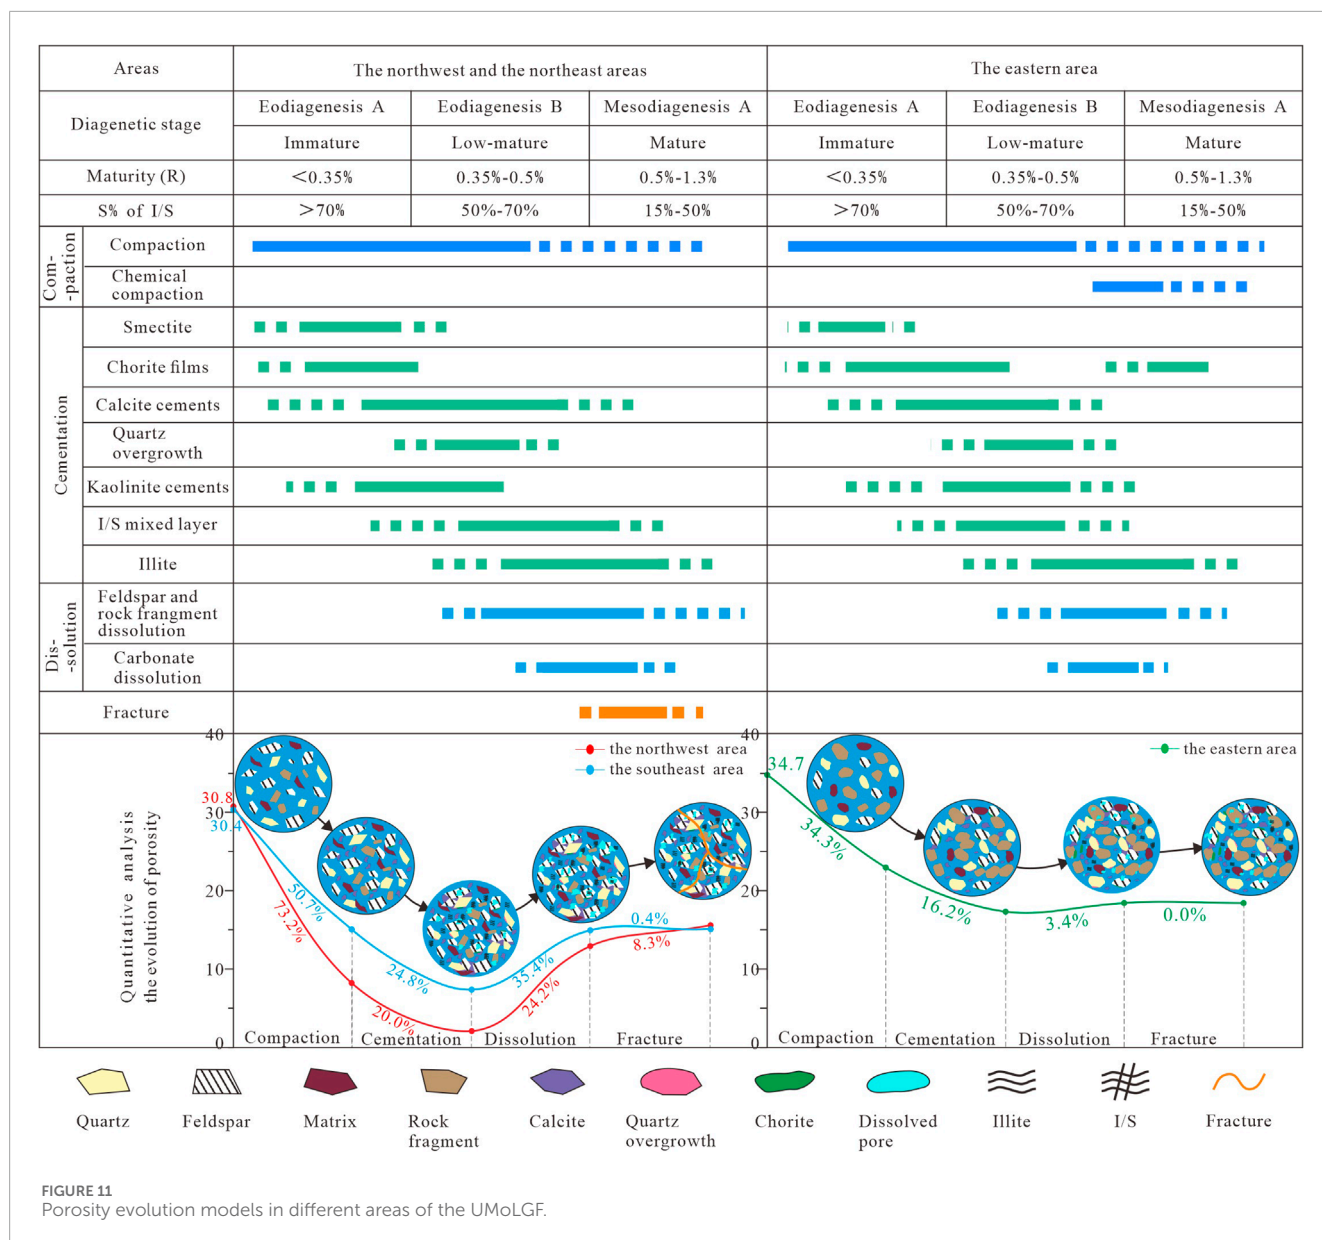 Areas
The northwest and the northeast areas
The eastern area
Diagenetic stage
Eodiagenesis A
Eodiagenesis B
Mesodiagenesis A
Eodiagenesis A
Eodiagenesis B
Mesodiagenesis A
Immature
Low-mature
Mature
Immature
Low-mature
Mature
Maturity (R)
<0.35%
0.35%-0.5%
0.5%-1.3%
<0.35%
0.35%-0.5%
0.5%-1.3%
S% of I/S
>70%
50%-70%
15%-50%
>70%
50%-70%
15%-50%
Com-
-paction
Compaction
Chemical
compaction
Cementation
Smectite
Chorite films
Calcite cements
Quartz
overgrowth
Kaolinite cements
I/S mixed layer
Illite
Dis-
-solution
Feldspar and
rock frangment
dissolution
Carbonate
dissolution
Fracture
Quantitative analysis
the evolution of porosity
40
30
20
10
0
30.8
30.4
the northwest area
the southeast area
50.7%
73.2%
24.8%
20.0%
35.4%
24.2%
0.4%
8.3%
Compaction
Cementation
Dissolution
Fracture
40
30
20
10
0
34.7
the eastern area
34.3%
16.2%
3.4%
0.0%
Compaction
Cementation
Dissolution
Fracture
Quartz
Feldspar
Matrix
Rock
fragment
Calcite
Quartz
overgrowth
Chorite
Dissolved
pore
Illite
I/S
Fracture
FIGURE 11
Porosity evolution models in different areas of the UMoLGF.